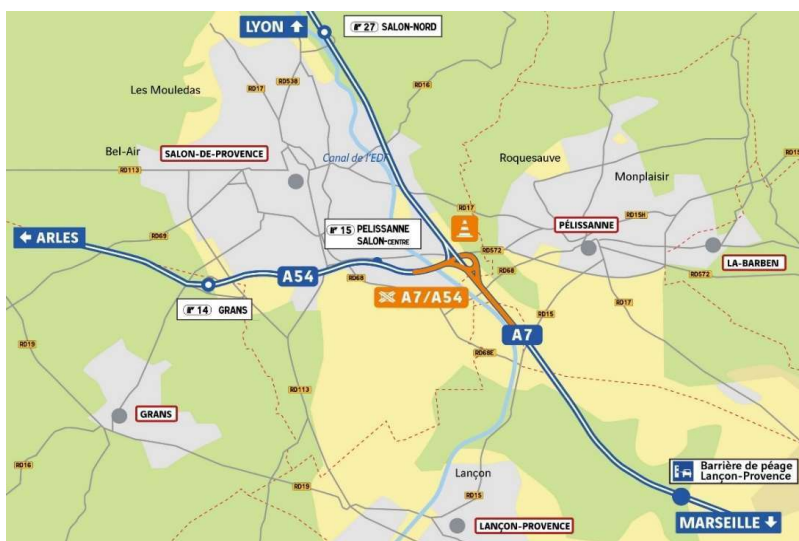 LYON ↑
27 SALON-NORD
Les Mouledas
RD17
RD538
RD16
Bel-Air
SALON-DE-PROVENCE
Canal de l'EDF
Roquesauve
Monplaisir
RD113
RD15
RD17
RD15H
← ARLES
RD69
15 PELISSANNE
SALON-CENTRE
PÉLISSANNE
RD572
LA-BARBEN
A54
RD68
RD68
RD572
14 GRANS
A7/A54
RD17
RD15
A7
RD19
RD68E
RD113
GRANS
RD16
RD19
Lançon
RD15
Barrière de péage
Lançon-Provence
LANÇON-PROVENCE
MARSEILLE ↓